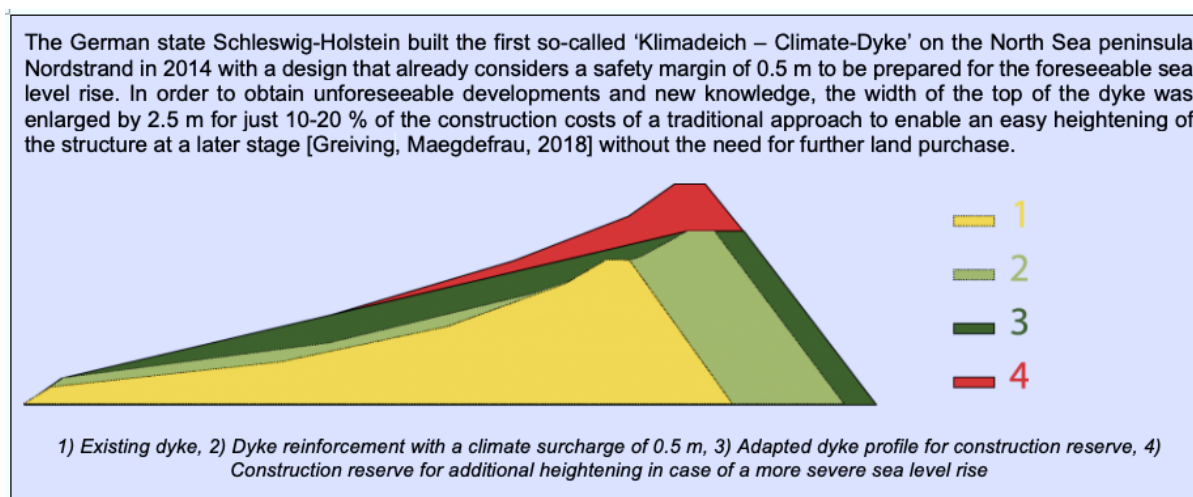 The German state Schleswig-Holstein built the first so-called ‘Klimadeich – Climate-Dyke’ on the North Sea peninsula
Nordstrand in 2014 with a design that already considers a safety margin of 0.5 m to be prepared for the foreseeable sea
level rise. In order to obtain unforeseeable developments and new knowledge, the width of the top of the dyke was
enlarged by 2.5 m for just 10-20 % of the construction costs of a traditional approach to enable an easy heightening of
the structure at a later stage [Greiving, Maegdefrau, 2018] without the need for further land purchase.
1
2
3
4
1) Existing dyke, 2) Dyke reinforcement with a climate surcharge of 0.5 m, 3) Adapted dyke profile for construction reserve, 4)
Construction reserve for additional heightening in case of a more severe sea level rise